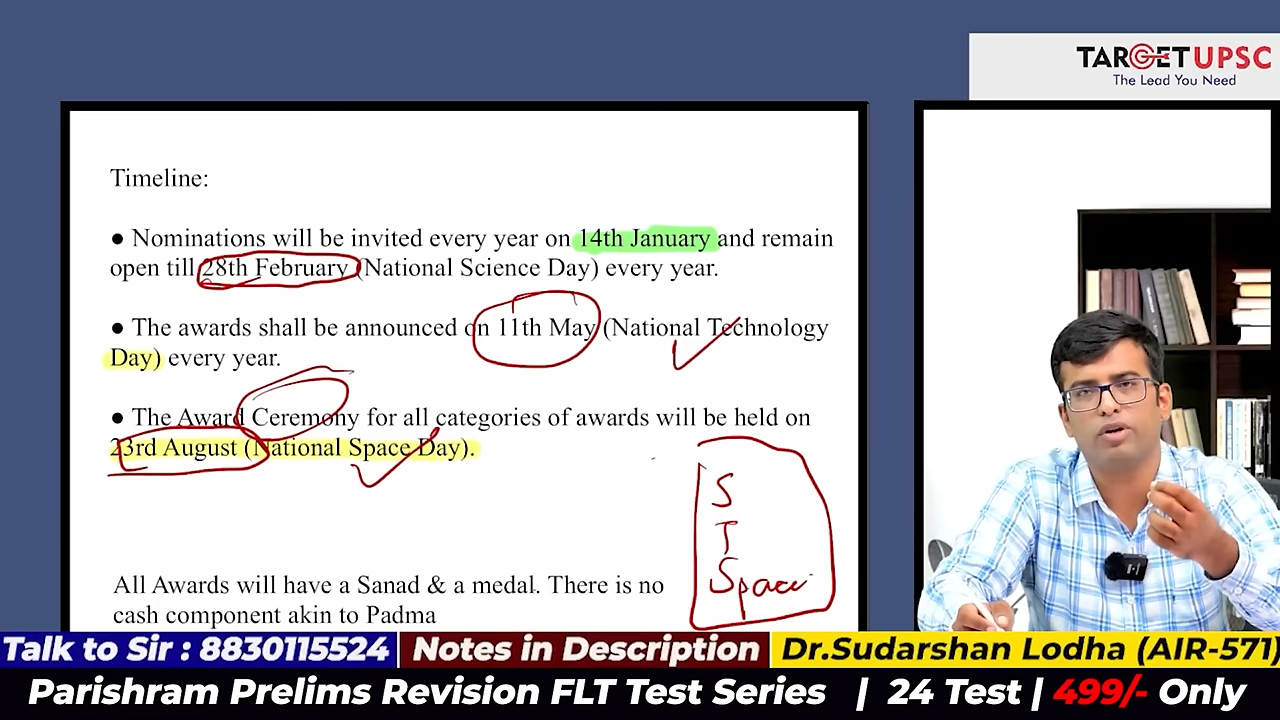 TARGETUPSC
The Lead You Need
Timeline:
● Nominations will be invited every year on 14th January and remain
open till 28th February (National Science Day) every year.
● The awards shall be announced on 11th May (National Technology
Day) every year.
● The Award Ceremony for all categories of awards will be held on
23rd August (National Space Day).
S
T
Space
All Awards will have a Sanad & a medal. There is no
cash component akin to Padma
Talk to Sir : 8830115524 Notes in Description Dr.Sudarshan Lodha (AIR-571)
Parishram Prelims Revision FLT Test Series | 24 Test | 499/- Only